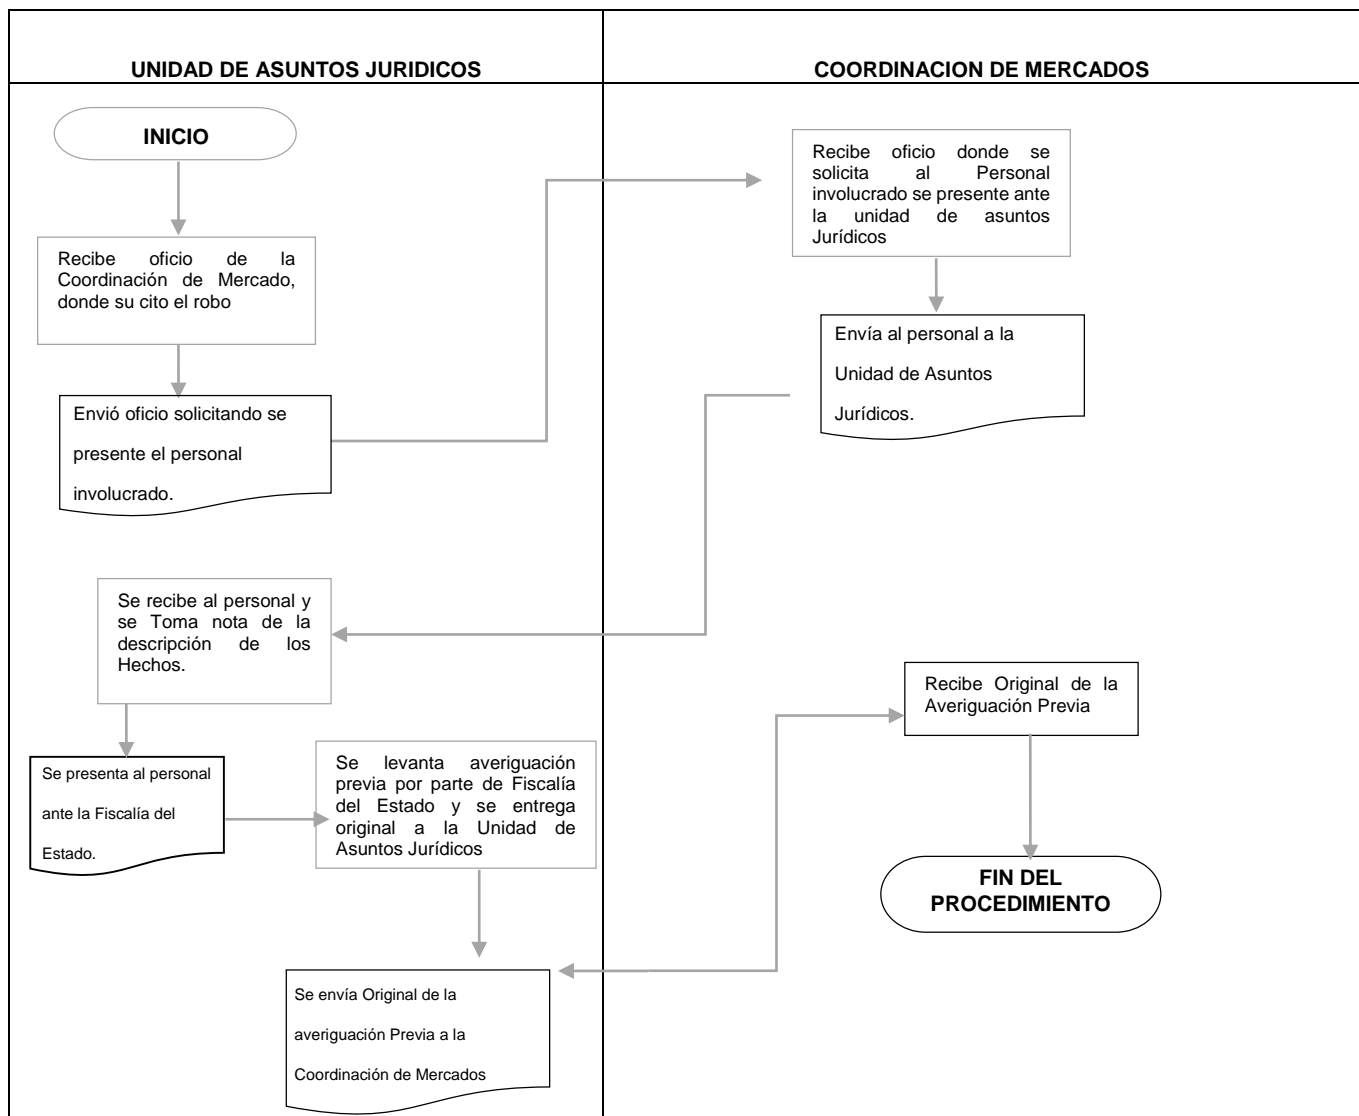 UNIDAD DE ASUNTOS JURIDICOS
COORDINACION DE MERCADOS
INICIO
Recibe oficio de la
Coordinación de Mercado,
donde su cito el robo
Envió oficio solicitando se
presente el personal
involucrado.
Recibe oficio donde se
solicita al Personal
involucrado se presente ante
la unidad de asuntos
Jurídicos
Envía al personal a la
Unidad de Asuntos
Jurídicos.
Se recibe al personal y
se Toma nota de la
descripción de los
Hechos.
Se presenta al personal
ante la Fiscalía del
Estado.
Se levanta averiguación
previa por parte de Fiscalía
del Estado y se entrega
original a la Unidad de
Asuntos Jurídicos
Se envía Original de la
averiguación Previa a la
Coordinación de Mercados
Recibe Original de la
Averiguación Previa
FIN DEL
PROCEDIMIENTO